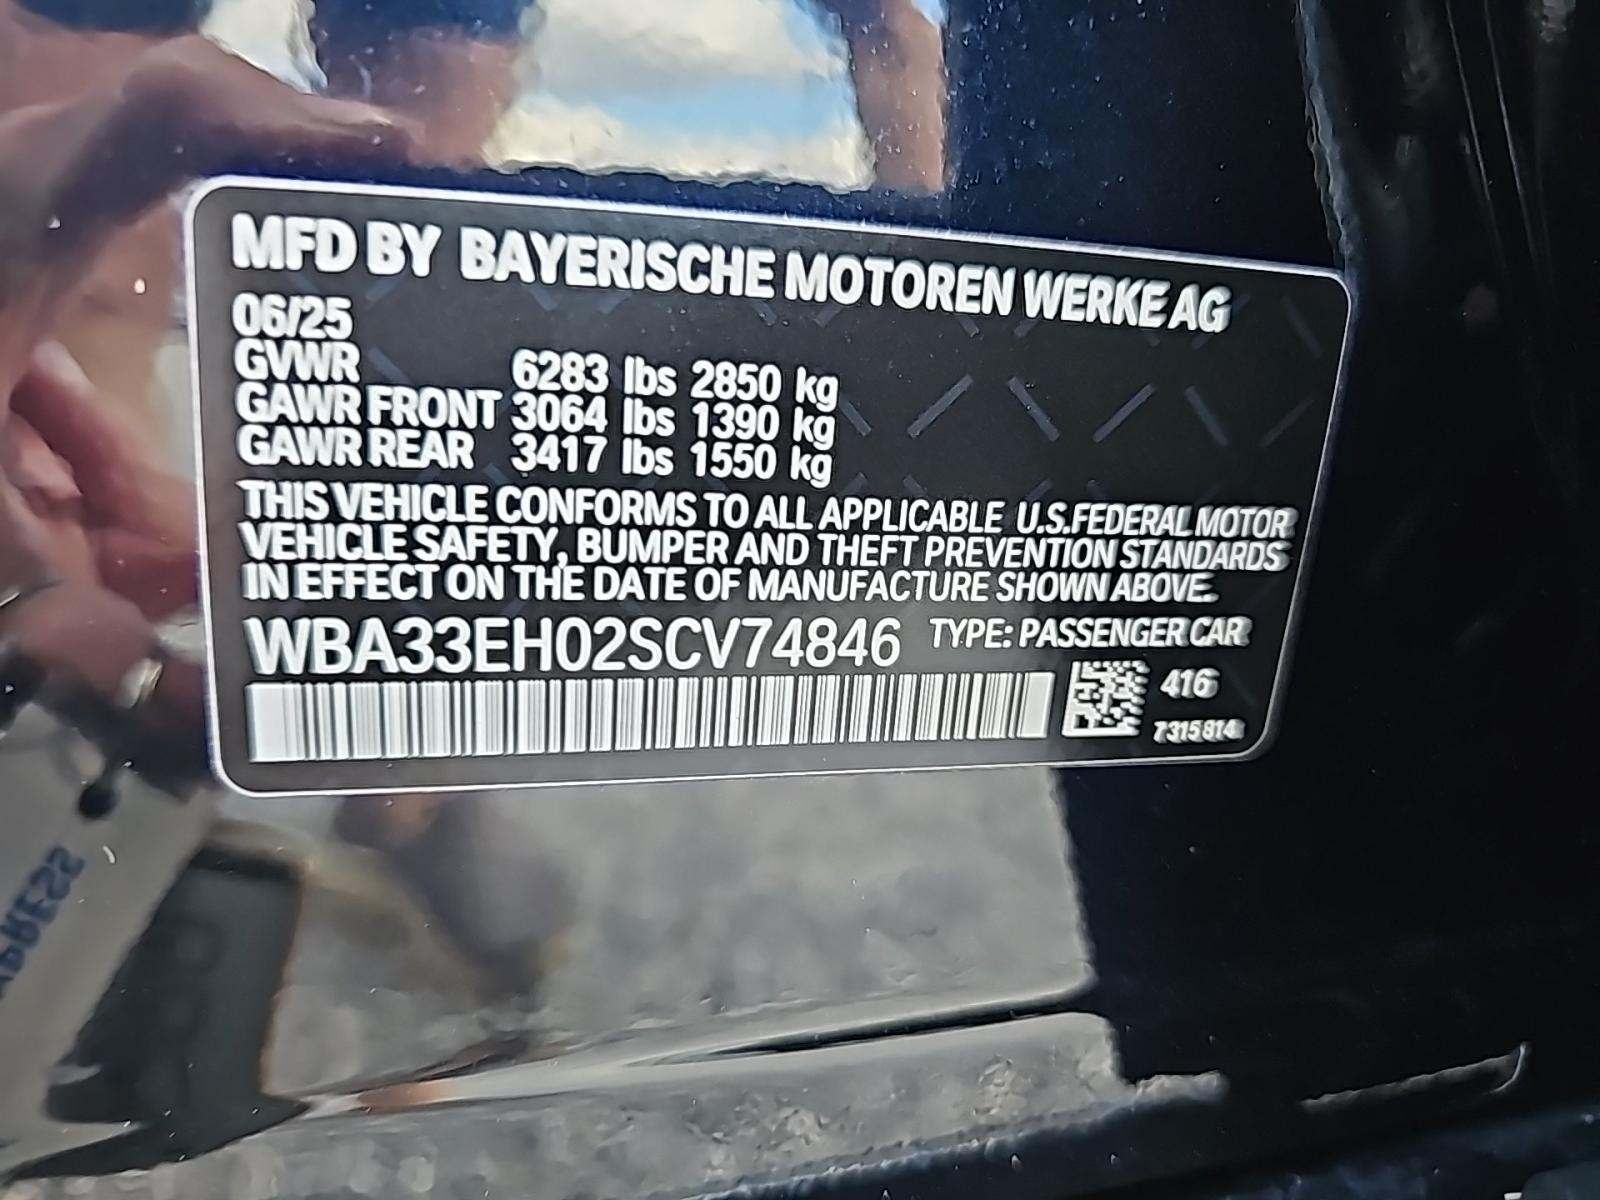 MFD BY BAYERISCHE MOTOREN WERKE AG
06/25
GVWR 6283 lbs 2850 kg
GAWR FRONT 3064 lbs 1390 kg
GAWR REAR 3417 lbs 1550 kg
THIS VEHICLE CONFORMS TO ALL APPLICABLE U.S.FEDERAL MOTOR
VEHICLE SAFETY, BUMPER AND THEFT PREVENTION STANDARDS
IN EFFECT ON THE DATE OF MANUFACTURE SHOWN ABOVE.
WBA33EH02SCV74846 TYPE: PASSENGER CAR
416
7315814